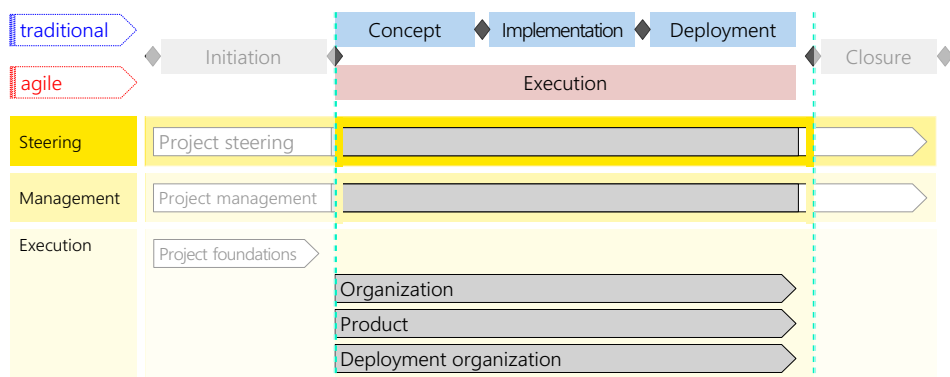 traditional
Concept
Implementation
Deployment
Initiation
Closure
agile
Execution
Steering
Project steering
Management
Project management
Execution
Project foundations
Organization
Product
Deployment organization